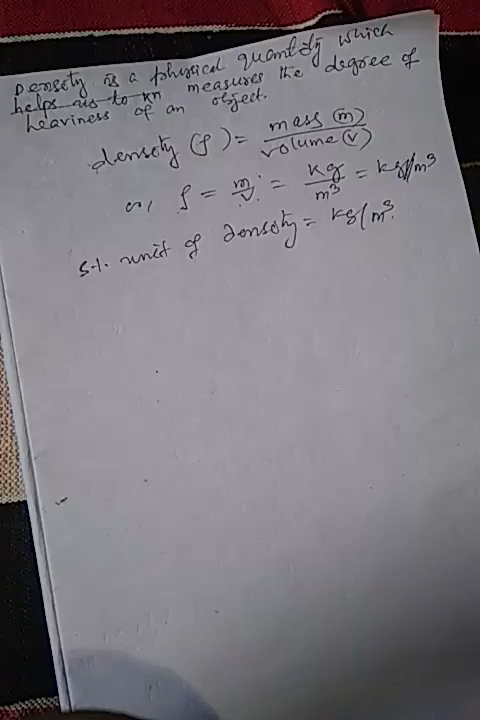 Density is a physical quantity which
helps us to kn measures the degree of
heaviness of an object.
density (ρ) = mass (m) / volume (v)
or, ρ = m/v = kg/m³ = kg/m³
S.I. unit of density = kg/m³.